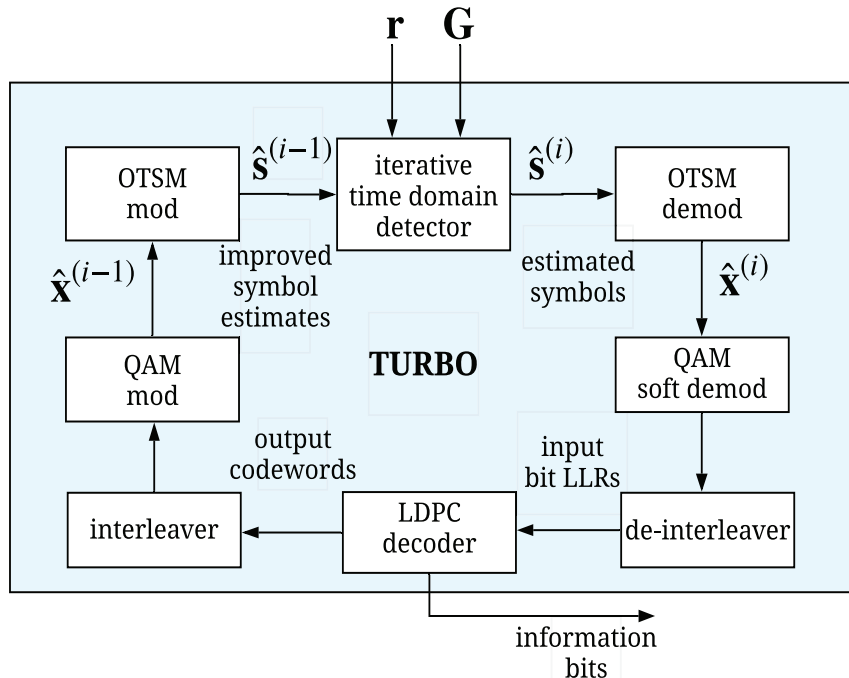 r G
OTSM
mod
ŝ^(i−1)
iterative
time domain
detector
ŝ^(i)
OTSM
demod
x̂^(i−1)
improved
symbol
estimates
estimated
symbols
x̂^(i)
QAM
mod
TURBO
QAM
soft demod
output
codewords
input
bit LLRs
interleaver
LDPC
decoder
de-interleaver
information
bits